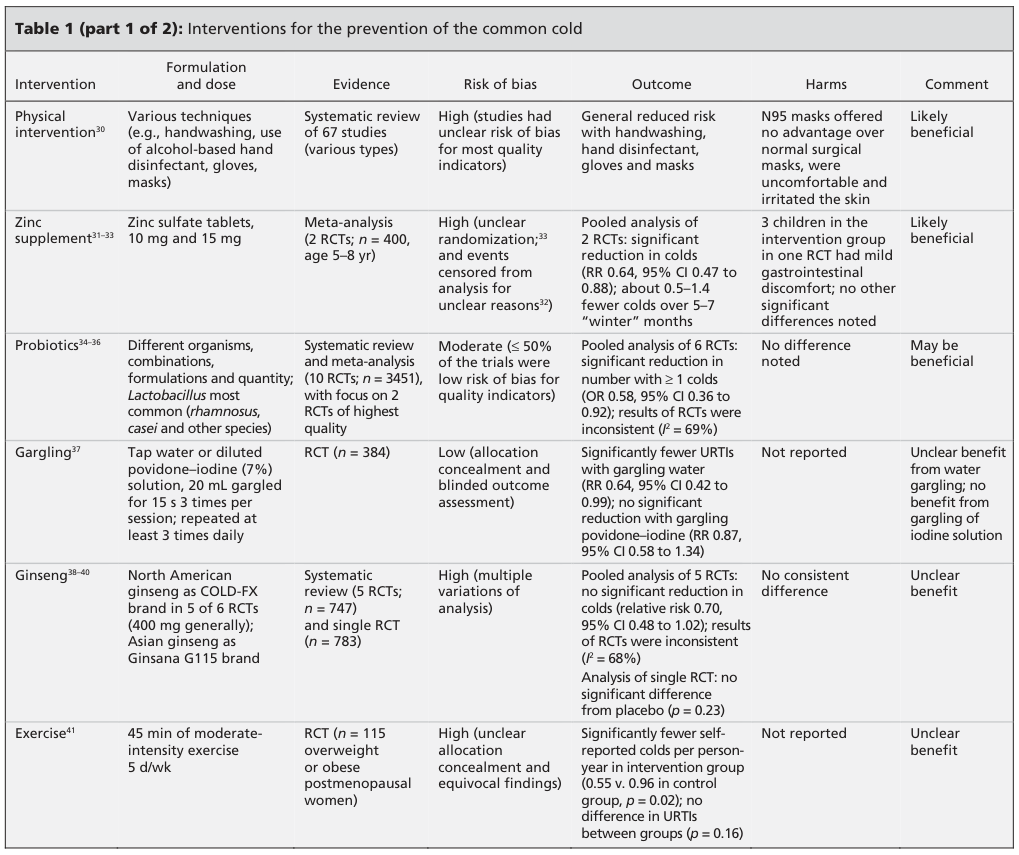 Table 1 (part 1 of 2): Interventions for the prevention of the common cold
Intervention
Formulation
and dose
Evidence
Risk of bias
Outcome
Harms
Comment
Physical
intervention³⁰
Various techniques
(e.g., handwashing, use
of alcohol-based hand
disinfectant, gloves,
masks)
Systematic review
of 67 studies
(various types)
High (studies had
unclear risk of bias
for most quality
indicators)
General reduced risk
with handwashing,
hand disinfectant,
gloves and masks
N95 masks offered
no advantage over
normal surgical
masks, were
uncomfortable and
irritated the skin
Likely
beneficial
Zinc
supplement³¹⁻³³
Zinc sulfate tablets,
10 mg and 15 mg
Meta-analysis
(2 RCTs; n = 400,
age 5–8 yr)
High (unclear
randomization;³³
and events
censored from
analysis for
unclear reasons³²)
Pooled analysis of
2 RCTs: significant
reduction in colds
(RR 0.64, 95% CI 0.47 to
0.88); about 0.5–1.4
fewer colds over 5–7
“winter” months
3 children in the
intervention group
in one RCT had mild
gastrointestinal
discomfort; no other
significant
differences noted
Likely
beneficial
Probiotics³⁴⁻³⁶
Different organisms,
combinations,
formulations and quantity;
Lactobacillus most
common (rhamnosus,
casei and other species)
Systematic review
and meta-analysis
(10 RCTs; n = 3451),
with focus on 2
RCTs of highest
quality
Moderate (≤ 50%
of the trials were
low risk of bias for
quality indicators)
Pooled analysis of 6 RCTs:
significant reduction in
number with ≥ 1 colds
(OR 0.58, 95% CI 0.36 to
0.92); results of RCTs were
inconsistent (I² = 69%)
No difference
noted
May be
beneficial
Gargling³⁷
Tap water or diluted
povidone–iodine (7%)
solution, 20 mL gargled
for 15 s 3 times per
session; repeated at
least 3 times daily
RCT (n = 384)
Low (allocation
concealment and
blinded outcome
assessment)
Significantly fewer URTIs
with gargling water
(RR 0.64, 95% CI 0.42 to
0.99); no significant
reduction with gargling
povidone–iodine (RR 0.87,
95% CI 0.58 to 1.34)
Not reported
Unclear benefit
from water
gargling; no
benefit from
gargling of
iodine solution
Ginseng³⁸⁻⁴⁰
North American
ginseng as COLD-FX
brand in 5 of 6 RCTs
(400 mg generally);
Asian ginseng as
Ginsana G115 brand
Systematic
review (5 RCTs;
n = 747)
and single RCT
(n = 783)
High (multiple
variations of
analysis)
Pooled analysis of 5 RCTs:
no significant reduction in
colds (relative risk 0.70,
95% CI 0.48 to 1.02); results
of RCTs were inconsistent
(I² = 68%)
Analysis of single RCT: no
significant difference
from placebo (p = 0.23)
No consistent
difference
Unclear
benefit
Exercise⁴¹
45 min of moderate-
intensity exercise
5 d/wk
RCT (n = 115
overweight
or obese
postmenopausal
women)
High (unclear
allocation
concealment and
equivocal findings)
Significantly fewer self-
reported colds per person-
year in intervention group
(0.55 v. 0.96 in control
group, p = 0.02); no
difference in URTIs
between groups (p = 0.16)
Not reported
Unclear
benefit